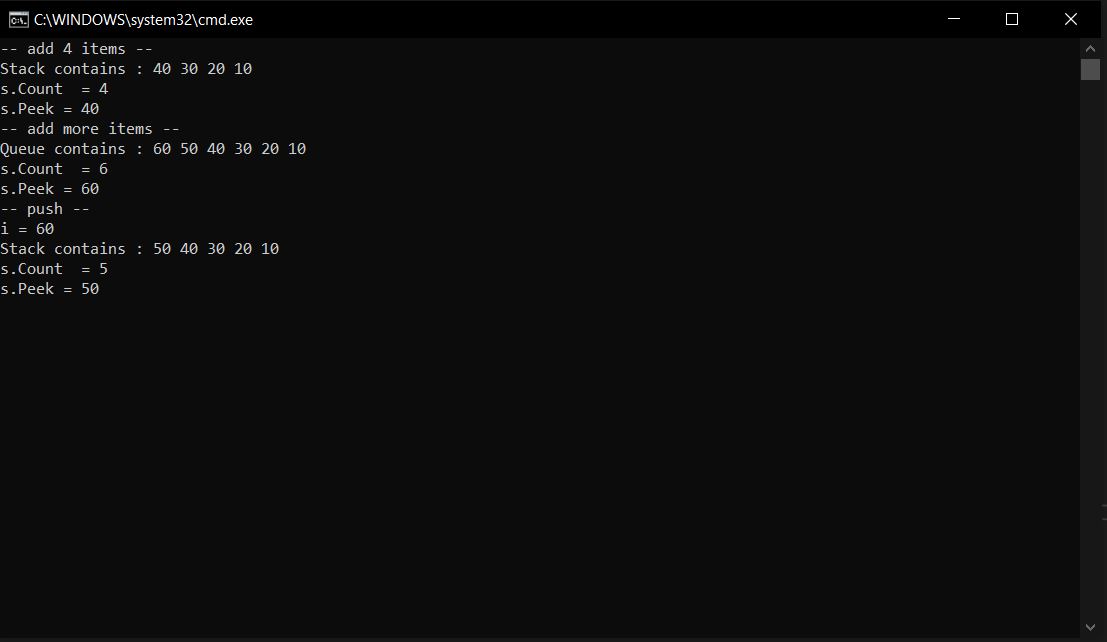 C:\WINDOWS\system32\cmd.exe
-- add 4 items --
Stack contains : 40 30 20 10
s.Count  = 4
s.Peek = 40
-- add more items --
Queue contains : 60 50 40 30 20 10
s.Count  = 6
s.Peek = 60
-- push --
i = 60
Stack contains : 50 40 30 20 10
s.Count  = 5
s.Peek = 50